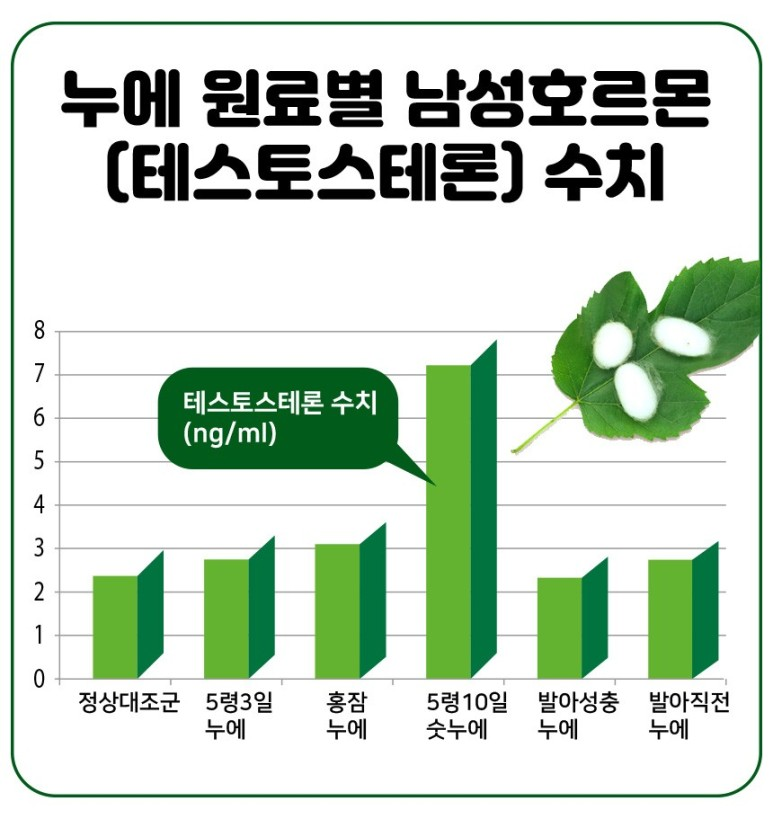 누에 원료별 남성호르몬
(테스토스테론) 수치
8
7
6
5
4
3
2
1
0
테스토스테론 수치
(ng/ml)
정상대조군
5령3일
누에
홍잠
누에
5령10일
숫누에
발아성충
누에
발아직전
누에